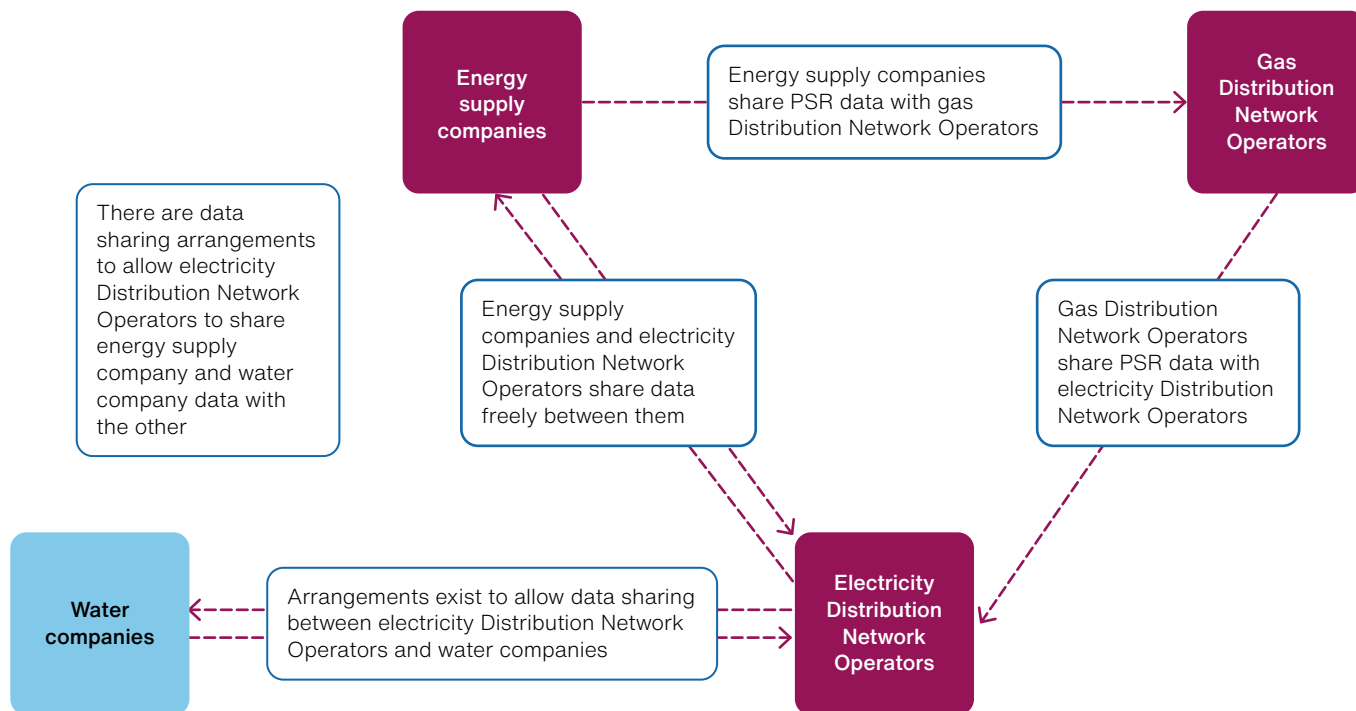 Energy
supply
companies
Energy supply companies
share PSR data with gas
Distribution Network Operators
Gas
Distribution
Network
Operators
There are data
sharing arrangements
to allow electricity
Distribution Network
Operators to share
energy supply
company and water
company data with
the other
Energy supply
companies and electricity
Distribution Network
Operators share data
freely between them
Gas Distribution
Network Operators
share PSR data with
electricity Distribution
Network Operators
Water
companies
Arrangements exist to allow data sharing
between electricity Distribution Network
Operators and water companies
Electricity
Distribution
Network
Operators